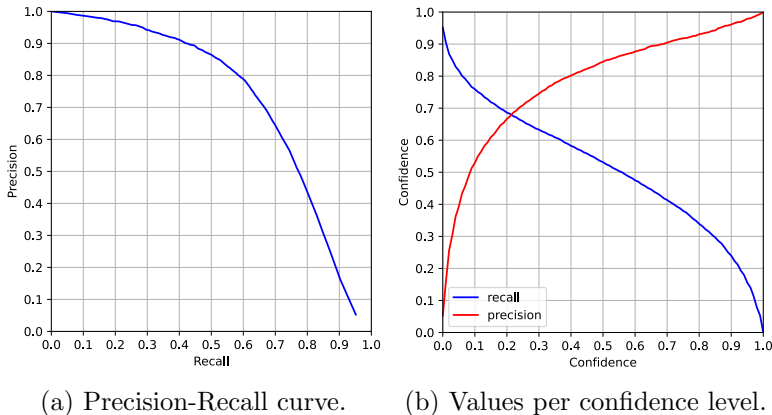 1.0
0.9
0.8
0.7
0.6
0.5
0.4
0.3
0.2
0.1
0.0
0.0 0.1 0.2 0.3 0.4 0.5 0.6 0.7 0.8 0.9 1.0
Precision
Recall
(a) Precision-Recall curve.
1.0
0.9
0.8
0.7
0.6
0.5
0.4
0.3
0.2
0.1
0.0
0.0 0.1 0.2 0.3 0.4 0.5 0.6 0.7 0.8 0.9 1.0
Confidence
recall
precision
Confidence
(b) Values per confidence level.